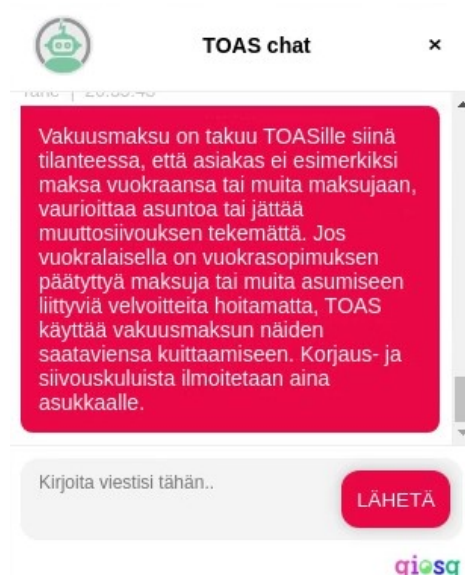 TOAS chat
×
Vakuusmaksu on takuu TOASille siinä
tilanteessa, että asiakas ei esimerkiksi
maksa vuokraansa tai muita maksujaan,
vaurioittaa asuntoa tai jättää
muuttosiivouksen tekemättä. Jos
vuokralaisella on vuokrasopimuksen
päätyttyä maksuja tai muita asumiseen
liittyviä velvoitteita hoitamatta, TOAS
käyttää vakuusmaksun näiden
saataviensa kuittaamiseen. Korjaus- ja
siivouskuluista ilmoitetaan aina
asukkaalle.
Kirjoita viestisi tähän..
LÄHETÄ
giosg